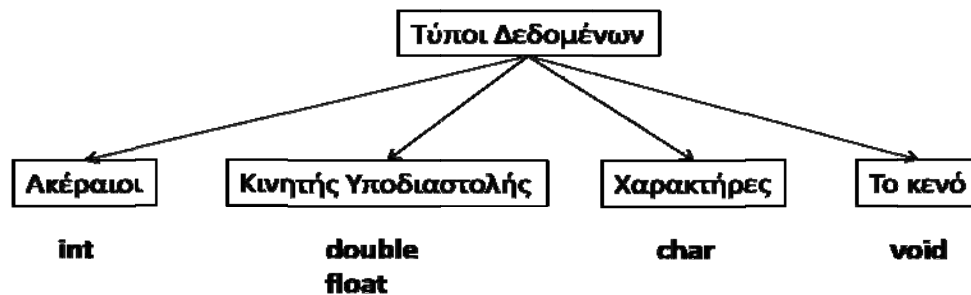 Τύποι Δεδομένων
Ακέραιοι
Κινητής Υποδιαστολής
Χαρακτήρες
Το κενό
int
double
char
void
float